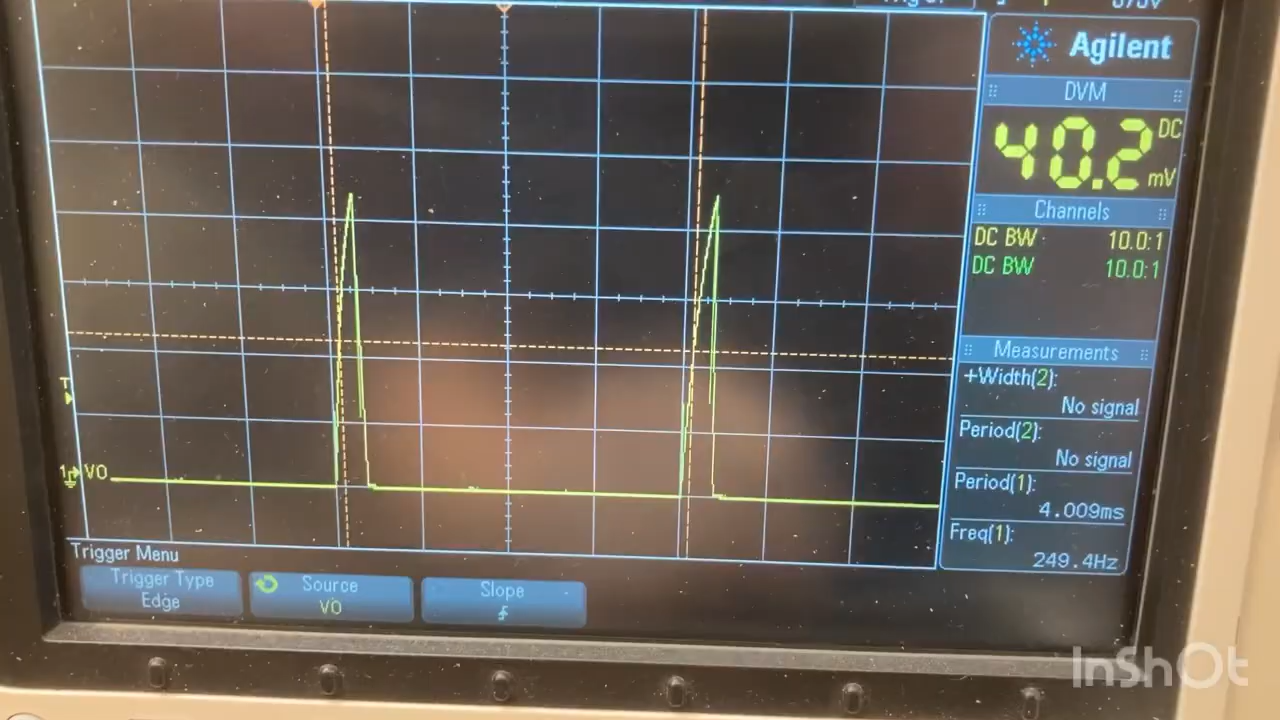 Agilent
DVM
40.2 DC mV
Channels
DC BW 10.0:1
DC BW 10.0:1
Measurements
+Width(2):
No signal
Period(2):
No signal
Period(1):
4.009ms
Freq(1):
249.4Hz
T
1 VO
Trigger Menu
Trigger Type
Edge
Source
VO
Slope
InShOt